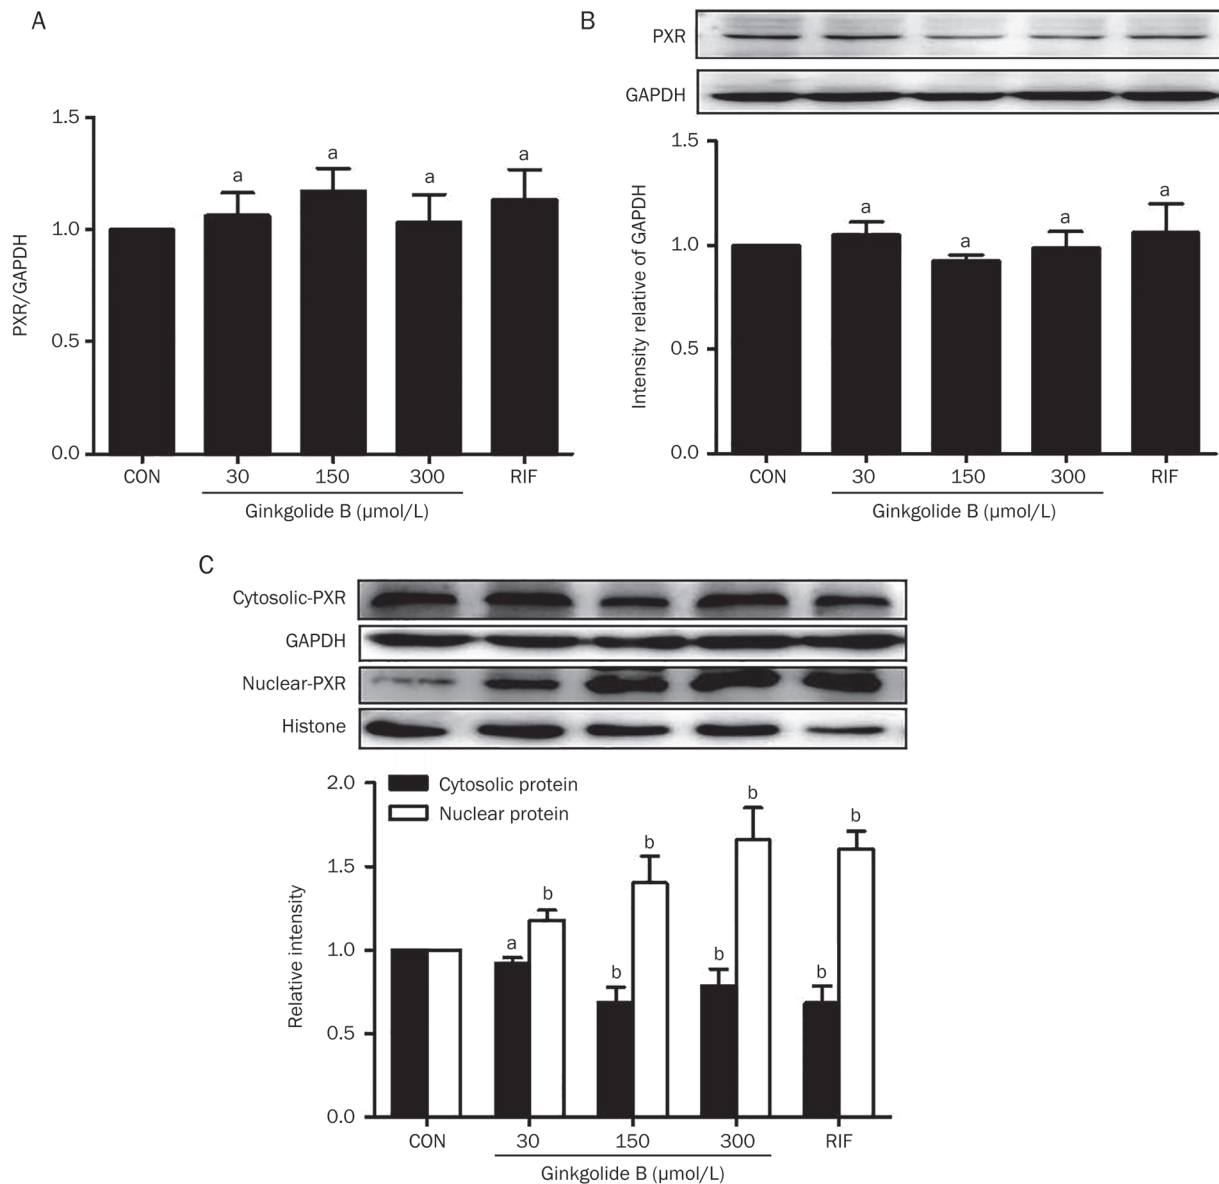 A
1.5
1.0
0.5
0.0
PXR/GAPDH
a
a
a
a
CON 30 150 300 RIF
Ginkgolide B (μmol/L)
B
PXR
GAPDH
1.5
1.0
0.5
0.0
Intensity relative of GAPDH
a
a
a
a
CON 30 150 300 RIF
Ginkgolide B (μmol/L)
C
Cytosolic-PXR
GAPDH
Nuclear-PXR
Histone
2.0
1.5
1.0
0.5
0.0
Relative intensity
Cytosolic protein
Nuclear protein
a
b
b
b
b
b
b
b
CON 30 150 300 RIF
Ginkgolide B (μmol/L)